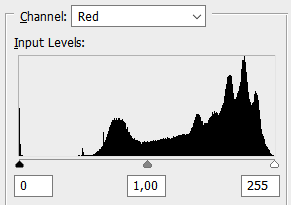 Channel: Red
Input Levels:
0 1,00 255